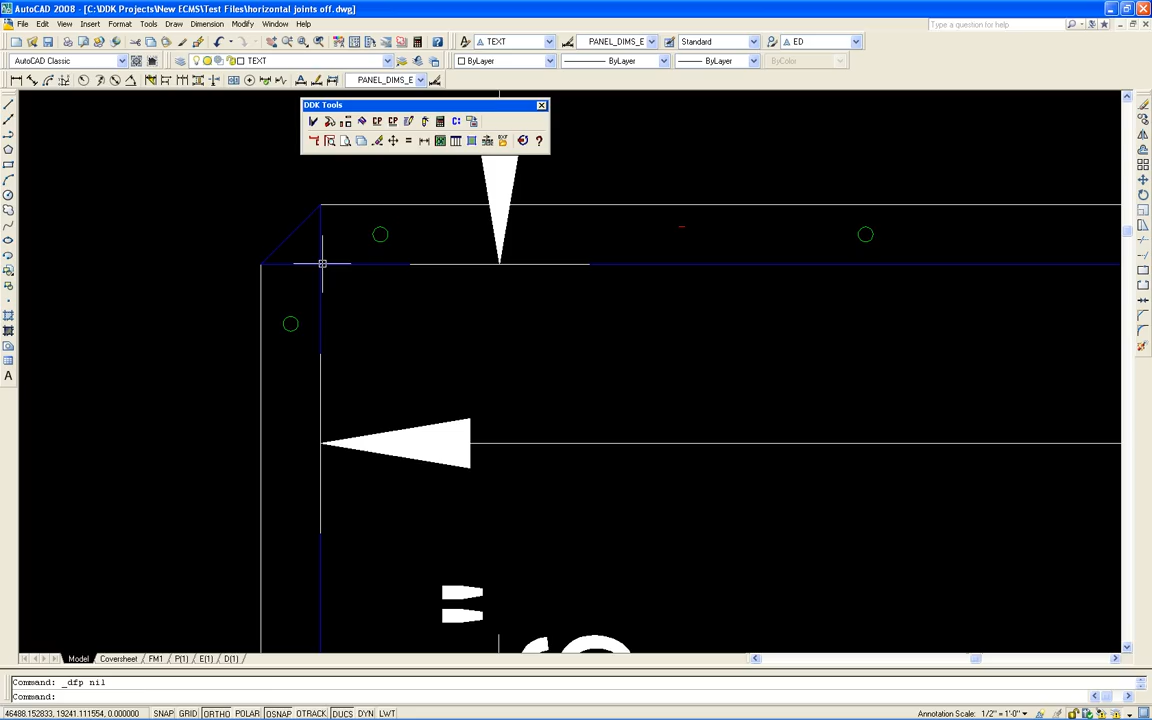 AutoCAD 2008 - [C:\DDK Projects\New ECMS\Test Files\horizontal joints off.dwg]
File Edit View Insert Format Tools Draw Dimension Modify Window Help
Type a question for help
TEXT PANEL_DIMS_E Standard ED
AutoCAD Classic TEXT ByLayer ByLayer ByLayer ByColor
PANEL_DIMS_E
DDK Tools
CP CP C:
A
Model Coversheet FM1 P(1) E(1) D(1)
Command: _dfp nil
Command:
46488.152833, 19241.111554, 0.000000 SNAP GRID ORTHO POLAR OSNAP OTRACK DUCS DYN LWT Annotation Scale: 1/2" = 1'-0"